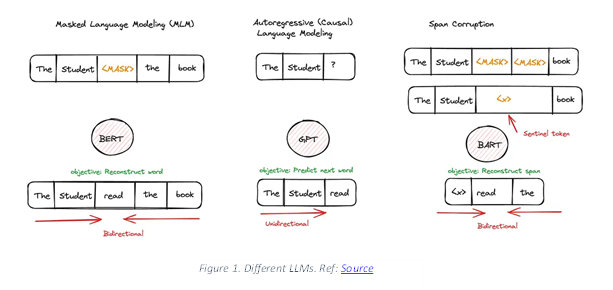 Masked Language Modeling (MLM)
The Student <MASK> the book
BERT
objective: Reconstruct word
The Student read the book
Bidirectional
Autoregressive (Causal)
Language Modeling
The Student ?
GPT
objective: Predict next word
The Student read
Unidirectional
Span Corruption
The Student <MASK> <MASK> book
The Student <x> book
Sentinel token
BART
objective: Reconstruct span
<x> read the
Bidirectional
Figure 1. Different LLMs. Ref: Source